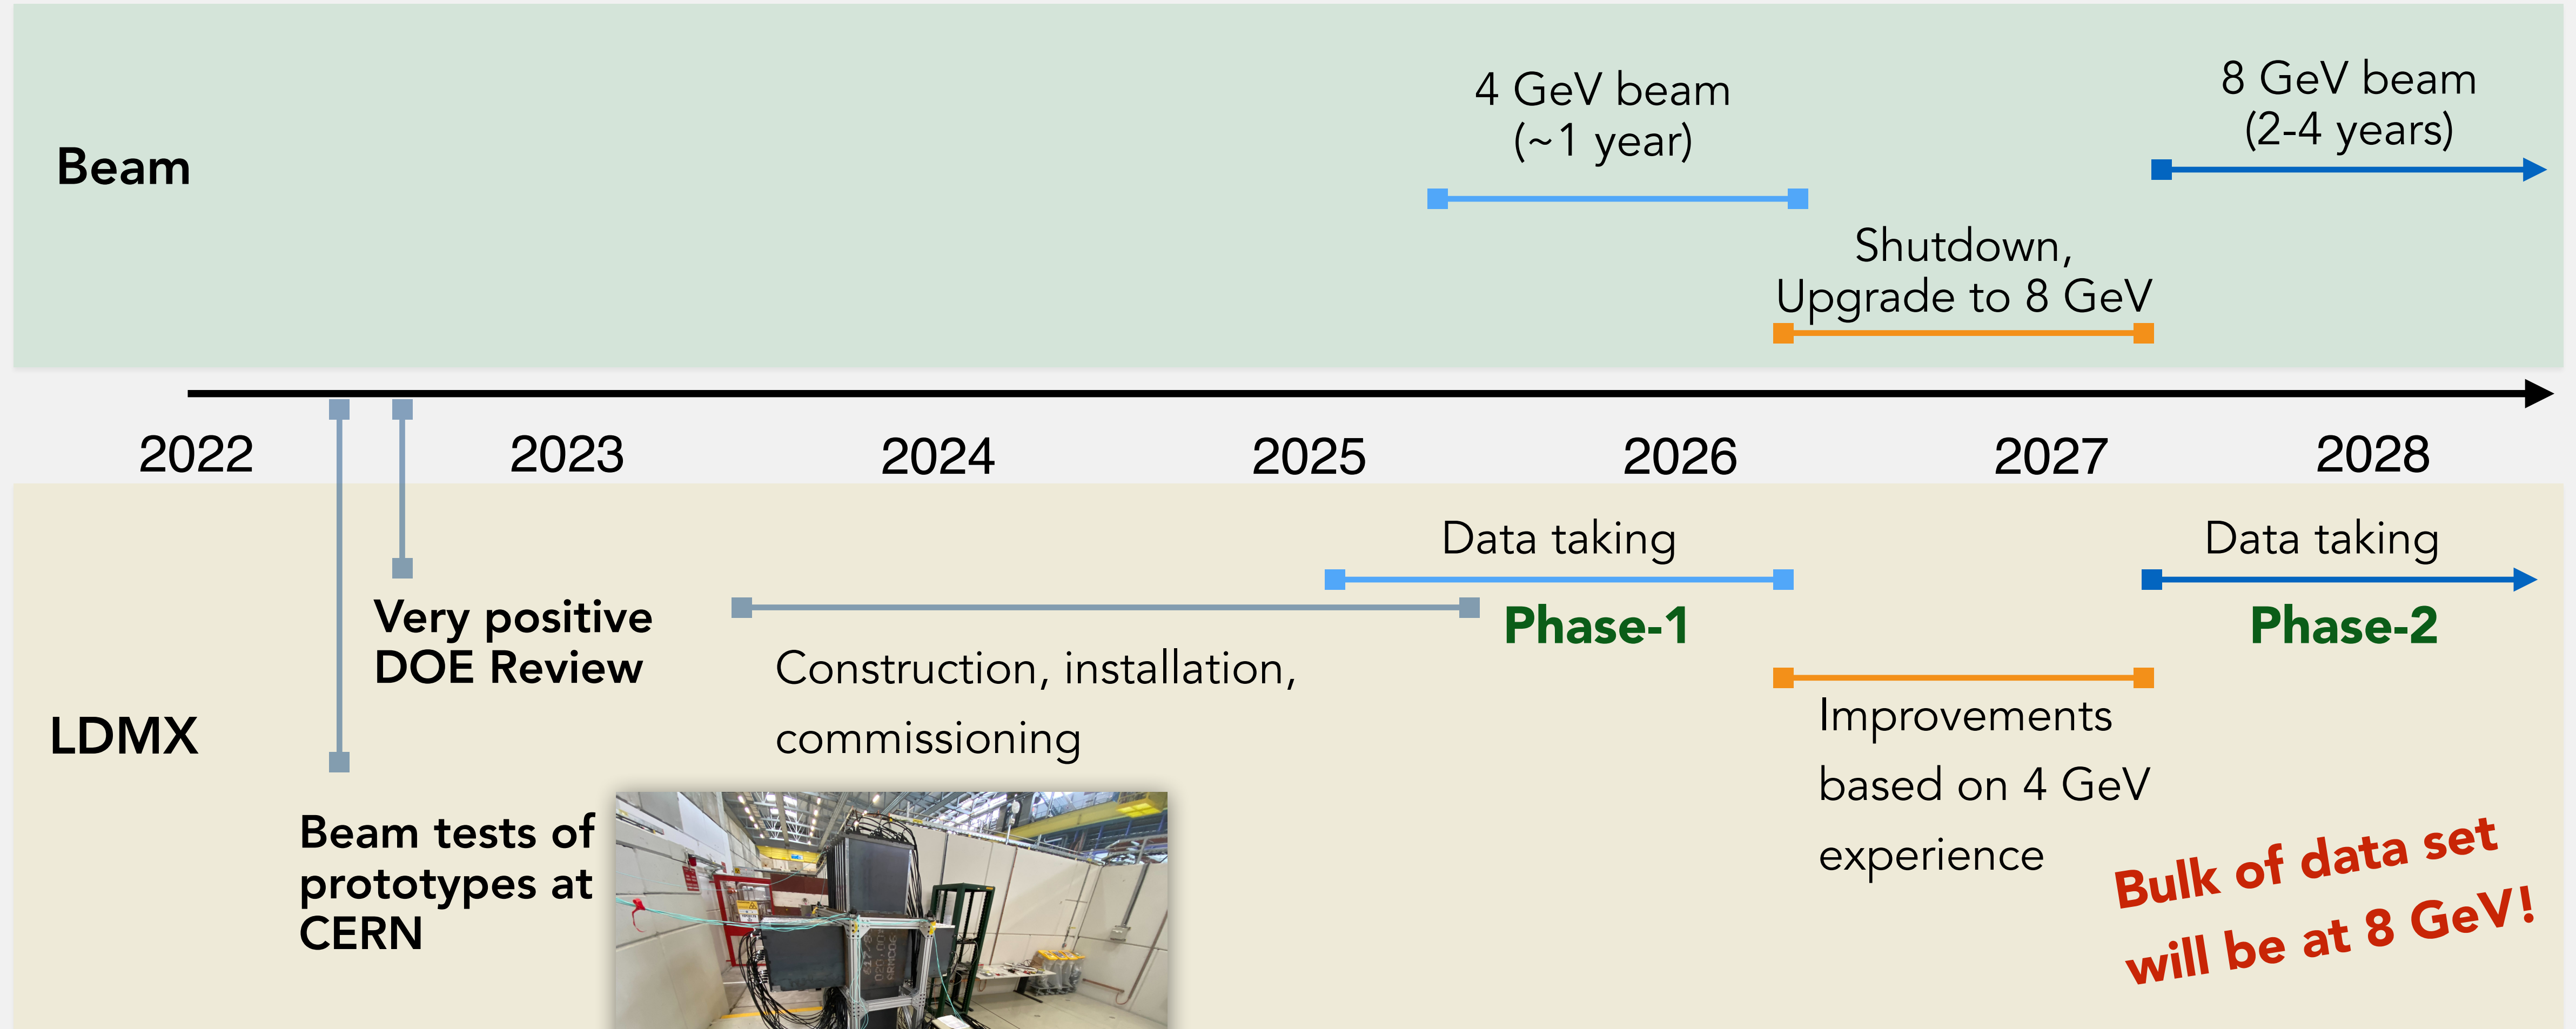 Beam
4 GeV beam
(~1 year)
8 GeV beam
(2-4 years)
Shutdown,
Upgrade to 8 GeV
2022 2023 2024 2025 2026 2027 2028
LDMX
Very positive
DOE Review
Beam tests of
prototypes at
CERN
Construction, installation,
commissioning
Data taking
Phase-1
Improvements
based on 4 GeV
experience
Data taking
Phase-2
Bulk of data set
will be at 8 GeV!